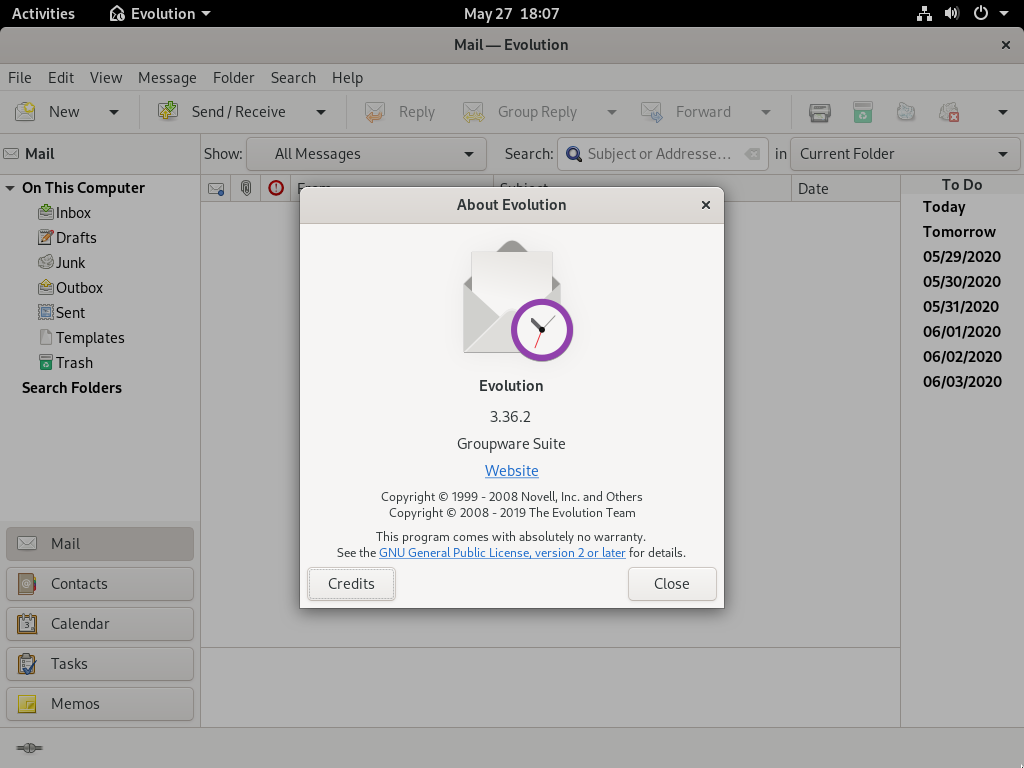 Activities Evolution May 27 18:07
Mail — Evolution
File Edit View Message Folder Search Help
New Send / Receive Reply Group Reply Forward
Mail Show: All Messages Search: Subject or Addresse... in Current Folder
From Subject Date To Do
On This Computer
Inbox
Drafts
Junk
Outbox
Sent
Templates
Trash
Search Folders
Today
Tomorrow
05/29/2020
05/30/2020
05/31/2020
06/01/2020
06/02/2020
06/03/2020
About Evolution
Evolution
3.36.2
Groupware Suite
Website
Copyright © 1999 - 2008 Novell, Inc. and Others
Copyright © 2008 - 2019 The Evolution Team
This program comes with absolutely no warranty.
See the GNU General Public License, version 2 or later for details.
Credits Close
Mail
Contacts
3 Calendar
Tasks
Memos